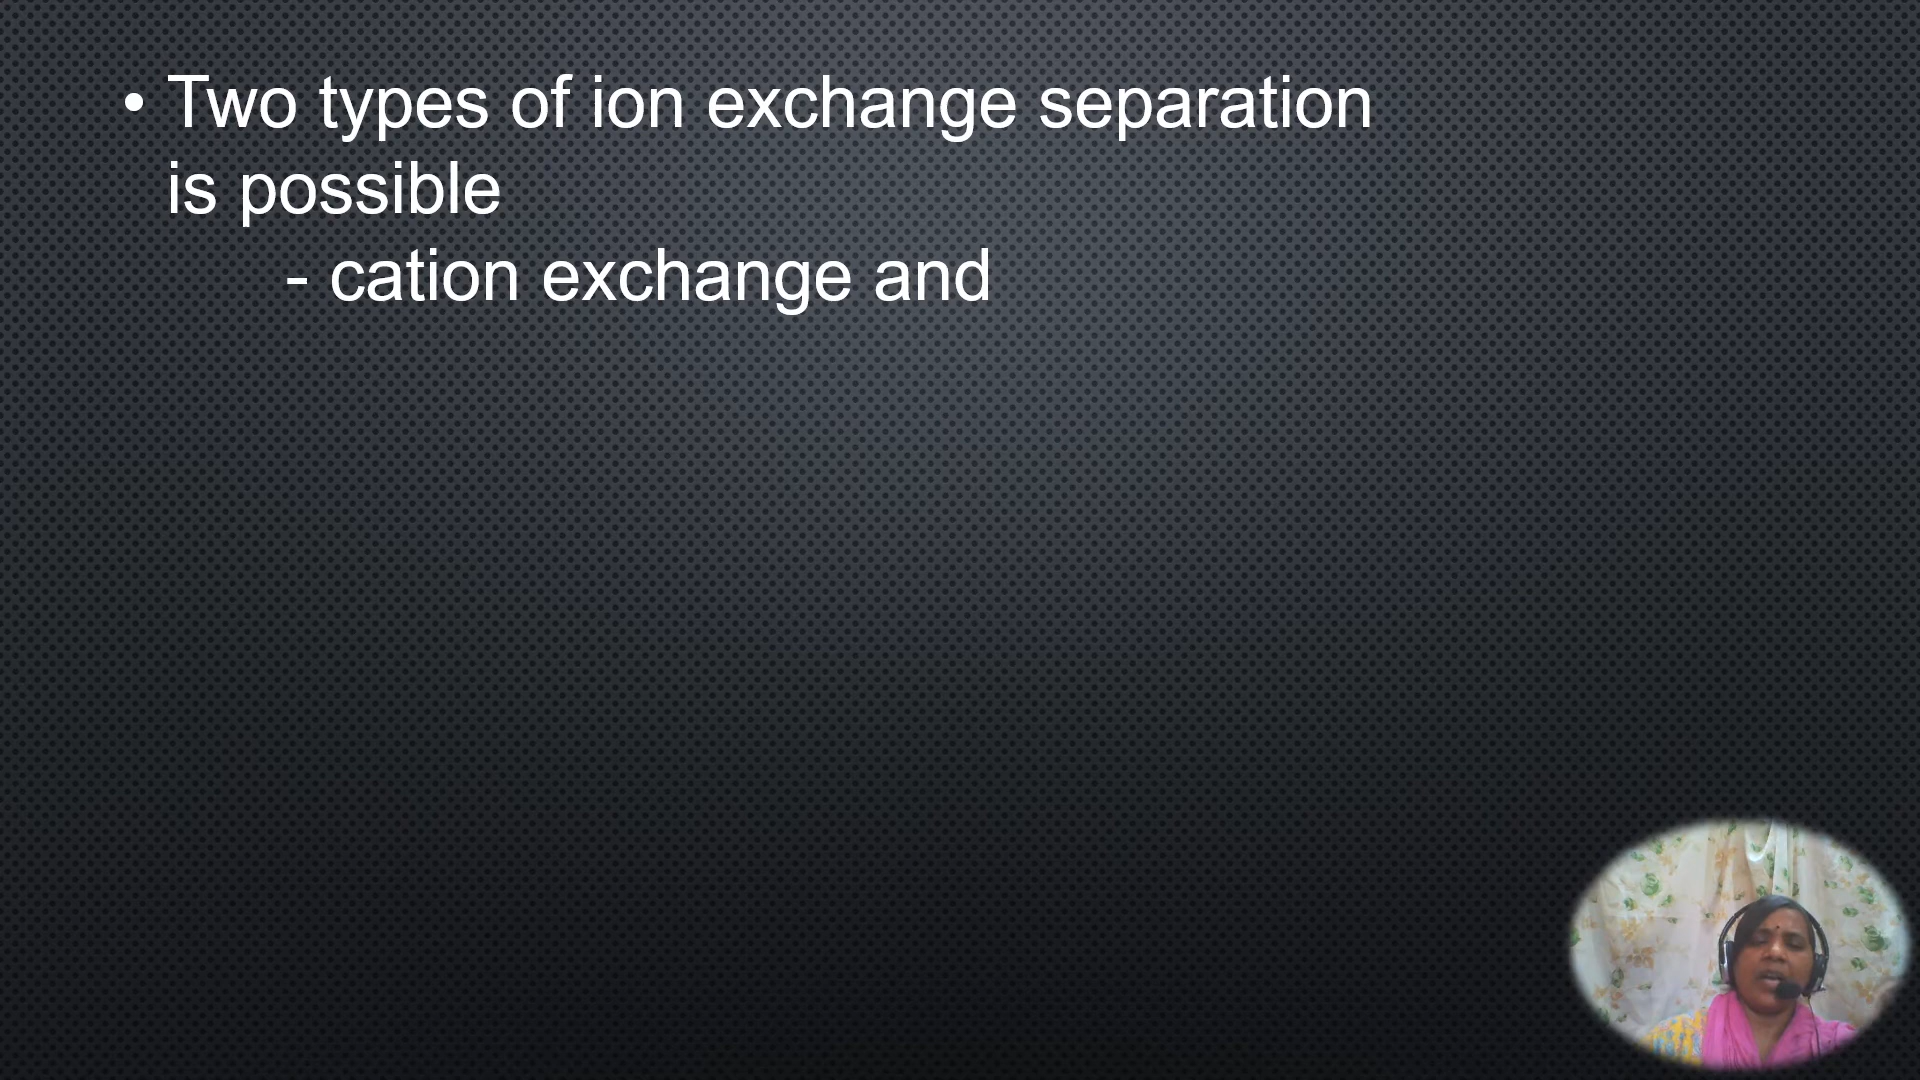 • Two types of ion exchange separation
is possible
- cation exchange and